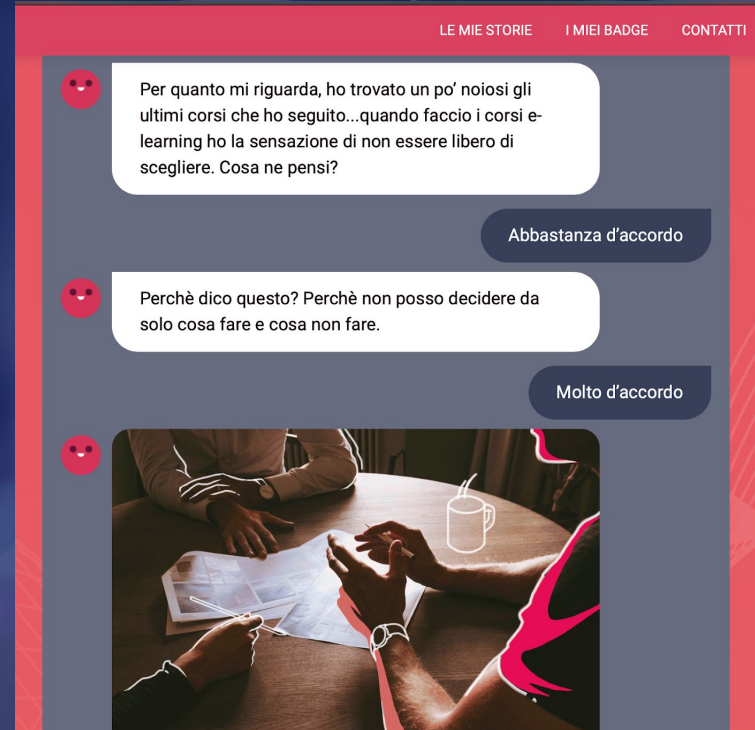 LE MIE STORIE I MIEI BADGE CONTATTI
Per quanto mi riguarda, ho trovato un po' noiosi gli
ultimi corsi che ho seguito...quando faccio i corsi e-
learning ho la sensazione di non essere libero di
scegliere. Cosa ne pensi?
Abbastanza d'accordo
Perchè dico questo? Perchè non posso decidere da
solo cosa fare e cosa non fare.
Molto d'accordo